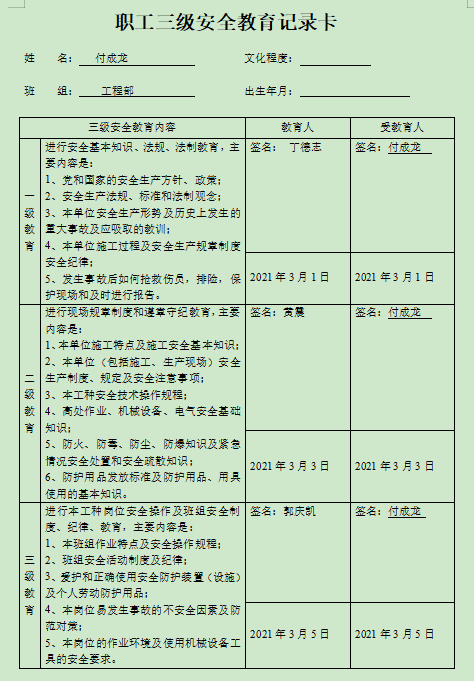 职工三级安全教育记录卡
姓 名： 付成龙 文化程度：
班 组： 工程部 出生年月：
三级安全教育内容 教育人 受教育人
一级教育
进行安全基本知识、法规、法制教育，主
要内容是：
1、党和国家的安全生产方针、政策；
2、安全生产法规、标准和法制观念；
3、本单位安全生产形势及历史上发生的
重大事故及应吸取的教训；
4、本单位施工过程及安全生产规章制度
安全纪律；
5、发生事故后如何抢救伤员，排险，保
护现场和及时进行报告。
签名： 丁德志 签名：付成龙
2021年3月1日 2021年3月1日
二级教育
进行现场规章制度和遵章守纪教育，主要
内容是：
1、本单位施工特点及施工安全基本知识；
2、本单位（包括施工、生产现场）安全
生产制度、规定及安全注意事项；
3、本工种安全技术操作规程；
4、高处作业、机械设备、电气安全基础
知识；
5、防火、防毒、防尘、防爆知识及紧急
情况安全处置和安全疏散知识；
6、防护用品发放标准及防护用品、用具
使用的基本知识。
签名：黄震 签名：付成龙
2021年3月3日 2021年3月3日
三级教育
进行本工种岗位安全操作及班组安全制
度、纪律、教育，主要内容是：
1、本班组作业特点及安全操作规程；
2、班组安全活动制度及纪律；
3、爱护和正确使用安全防护装置（设施）
及个人劳动防护用品；
4、本岗位易发生事故的不安全因素及防
范对策；
5、本岗位的作业环境及使用机械设备工
具的安全要求。
签名：郭庆凯 签名：付成龙
2021年3月5日 2021年3月5日